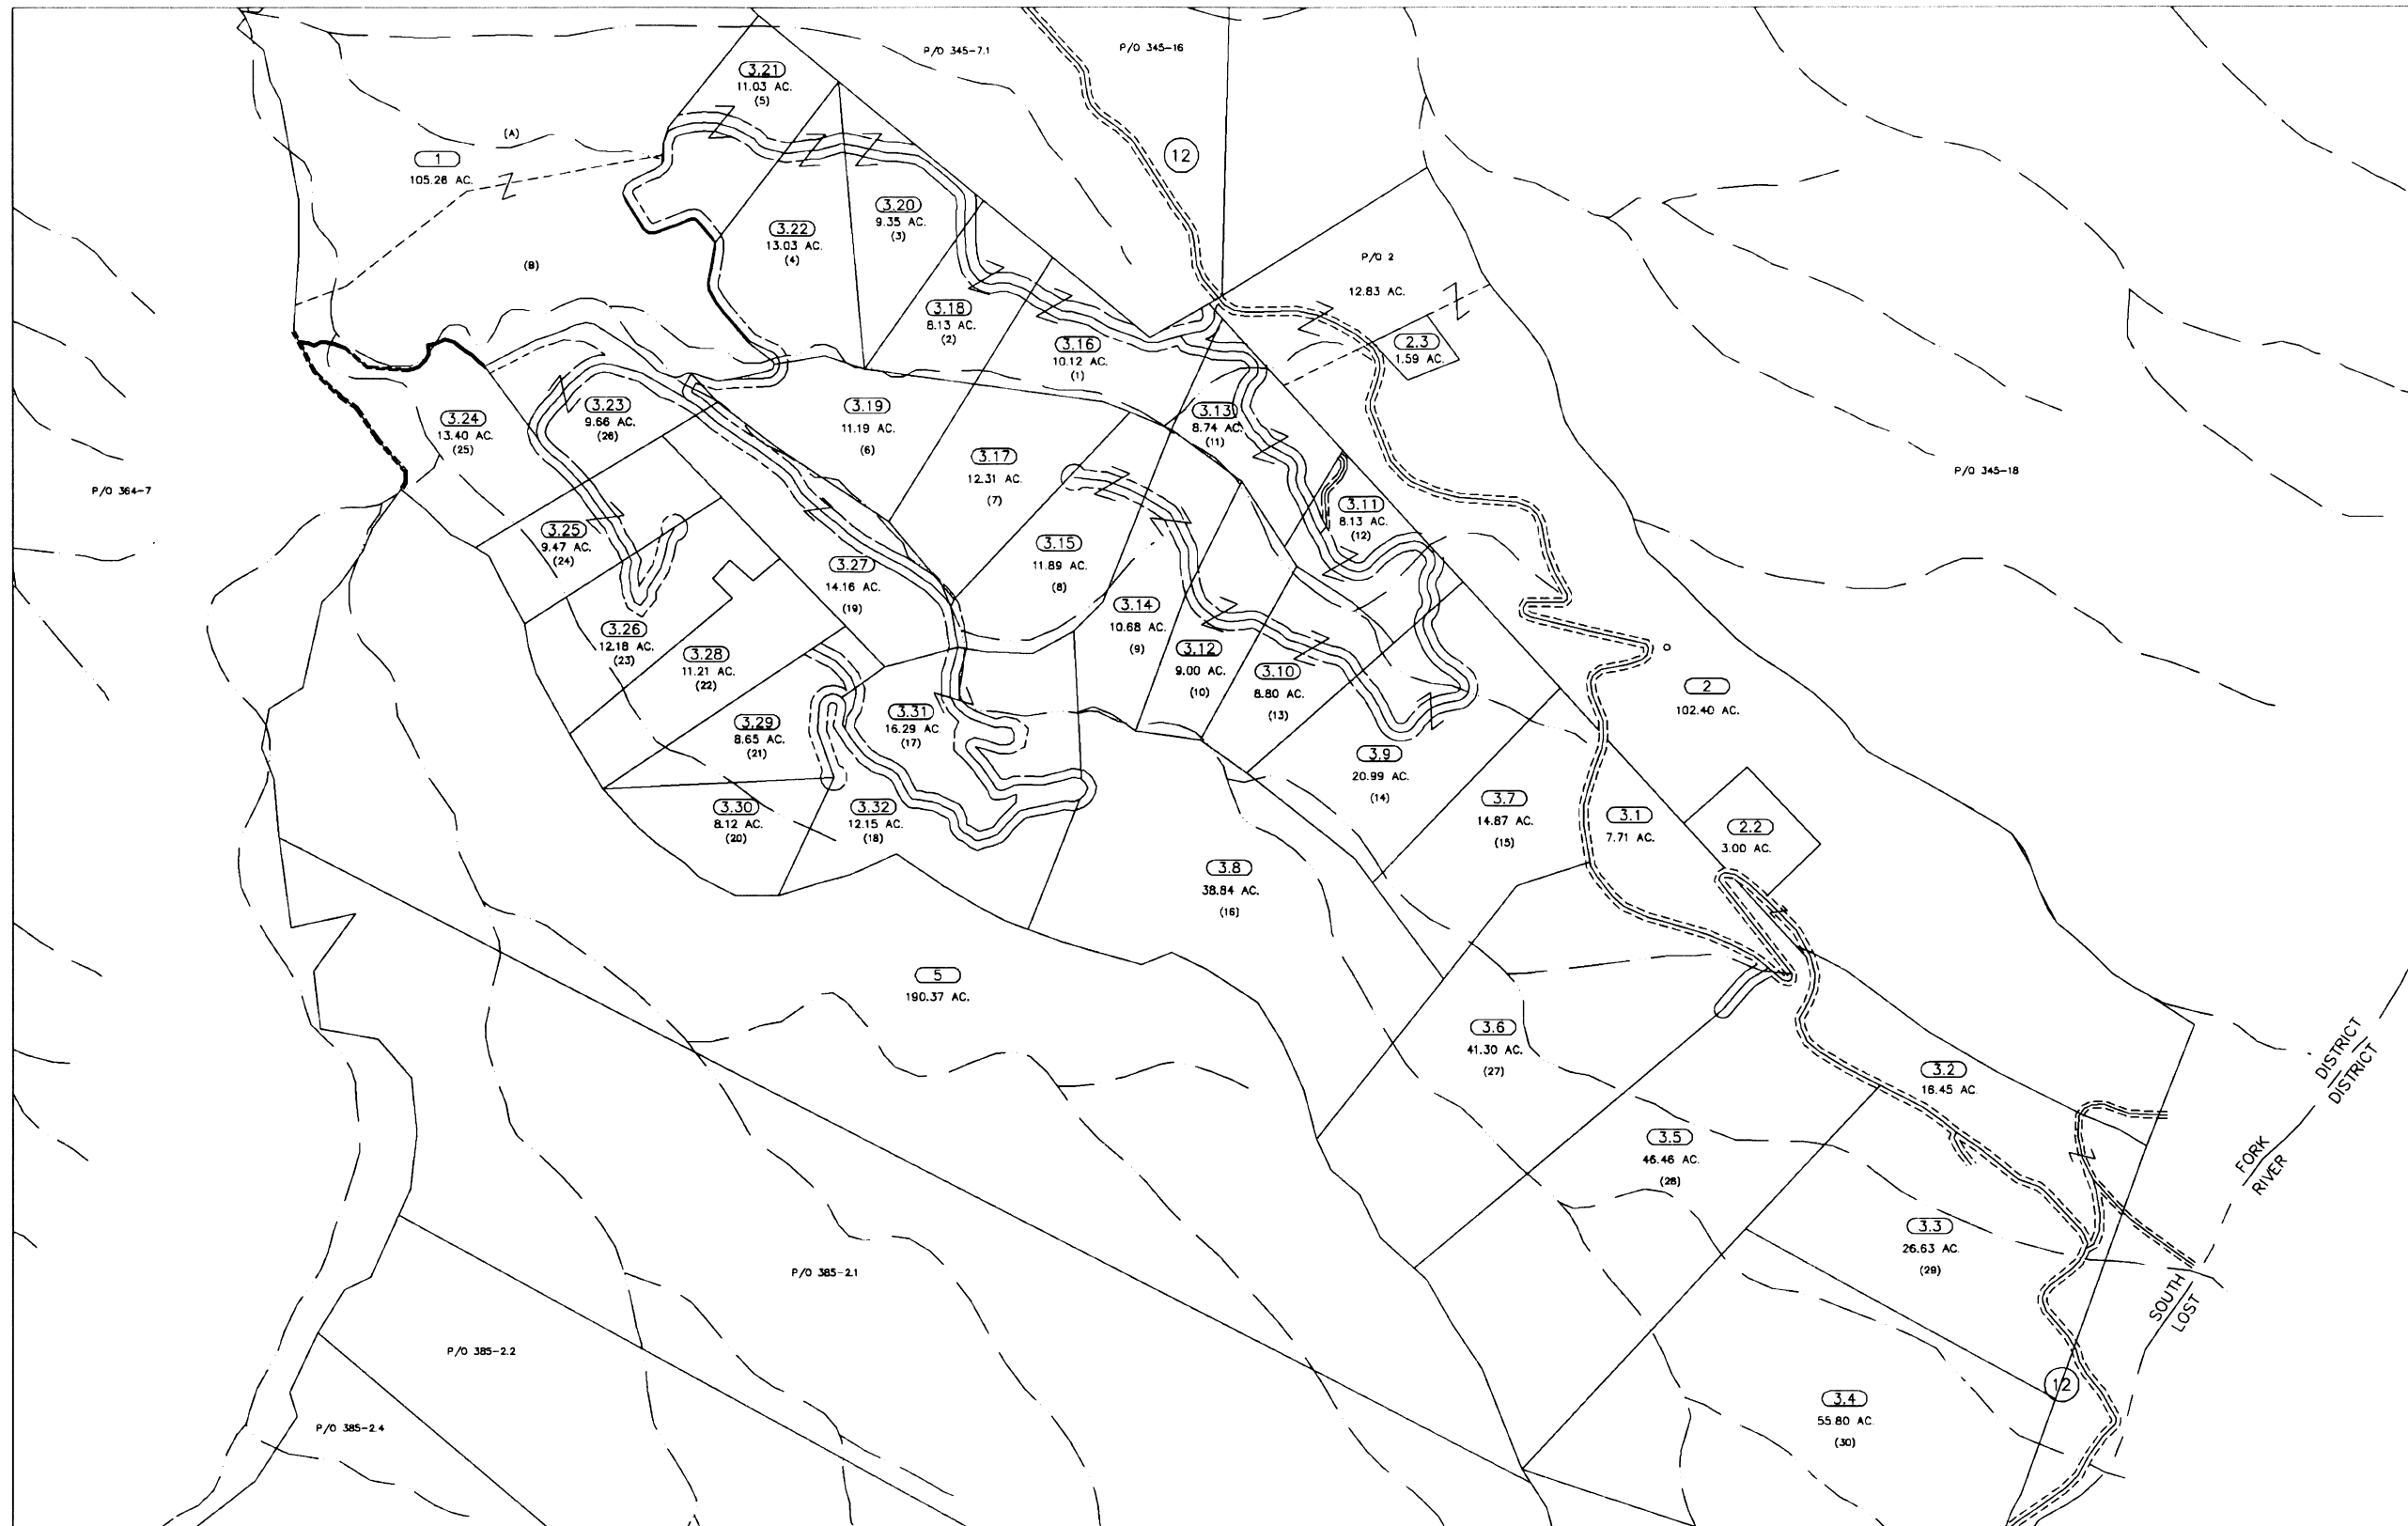 P/O 345-7.1
P/O 345-16
3.21
11.03 AC.
(5)
(A)
1
105.28 AC.
12
3.20
9.35 AC.
(3)
3.22
13.03 AC.
(4)
(B)
P/O 2
12.83 AC.
3.18
8.13 AC.
(2)
3.16
10.12 AC.
(1)
2.3
1.59 AC.
3.24
13.40 AC.
(25)
3.23
9.66 AC.
(26)
3.19
11.19 AC.
(6)
3.13
8.74 AC.
(11)
3.17
12.31 AC.
(7)
P/O 364-7
P/O 345-18
3.11
8.13 AC.
(12)
3.25
9.47 AC.
(24)
3.15
11.89 AC.
(8)
3.27
14.16 AC.
(19)
3.14
10.68 AC.
(9)
3.26
12.18 AC.
(23)
3.28
11.21 AC.
(22)
3.12
9.00 AC.
(10)
3.10
8.80 AC.
(13)
2
102.40 AC.
3.29
8.65 AC.
(21)
3.31
16.29 AC.
(17)
3.9
20.99 AC.
(14)
3.30
8.12 AC.
(20)
3.32
12.15 AC.
(18)
3.7
14.87 AC.
(15)
3.1
7.71 AC.
2.2
3.00 AC.
3.8
38.84 AC.
(16)
5
190.37 AC.
3.6
41.30 AC.
(27)
3.2
16.45 AC.
DISTRICT
DISTRICT
3.5
46.46 AC.
(28)
FORK
RIVER
3.3
26.63 AC.
(29)
SOUTH
LOST
P/O 385-2.1
P/O 385-2.2
12
3.4
55.80 AC.
(30)
P/O 385-2.4